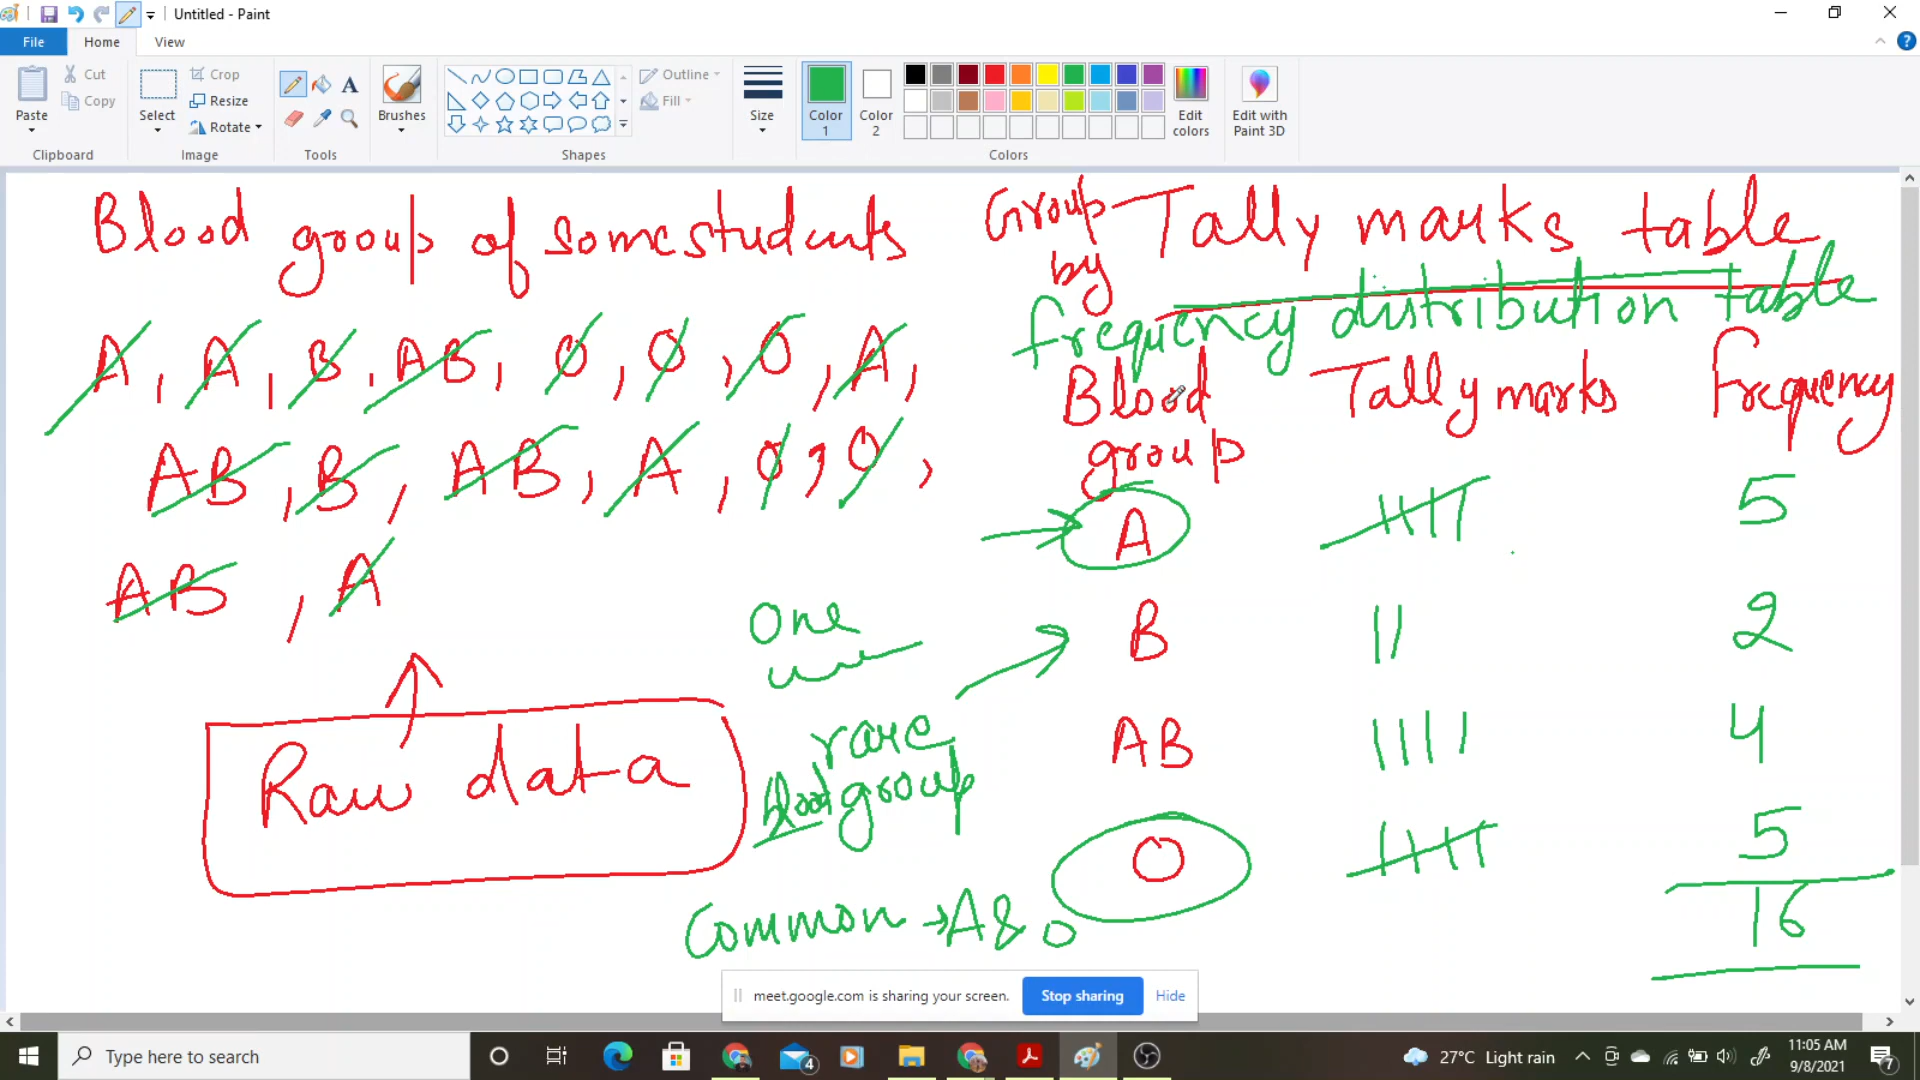 Untitled - Paint
File Home View
Paste
Cut
Copy
Clipboard
Select
Crop
Resize
Rotate
Image
A
Tools
Brushes
Shapes
Outline
Fill
Size
Color 1
Color 2
Colors
Edit colors
Edit with Paint 3D
Blood group of some students
A, A, B, AB, O, O, O, A,
AB, B, AB, A, O, O,
AB, A
Raw data
Group by Tally marks table
frequency distribution table
Blood group Tally marks frequency
A 5
B 2
AB 4
O 5
16
One
rare
blood group
Common → A & O
meet.google.com is sharing your screen. Stop sharing Hide
Type here to search
4
27°C Light rain
11:05 AM
9/8/2021
7